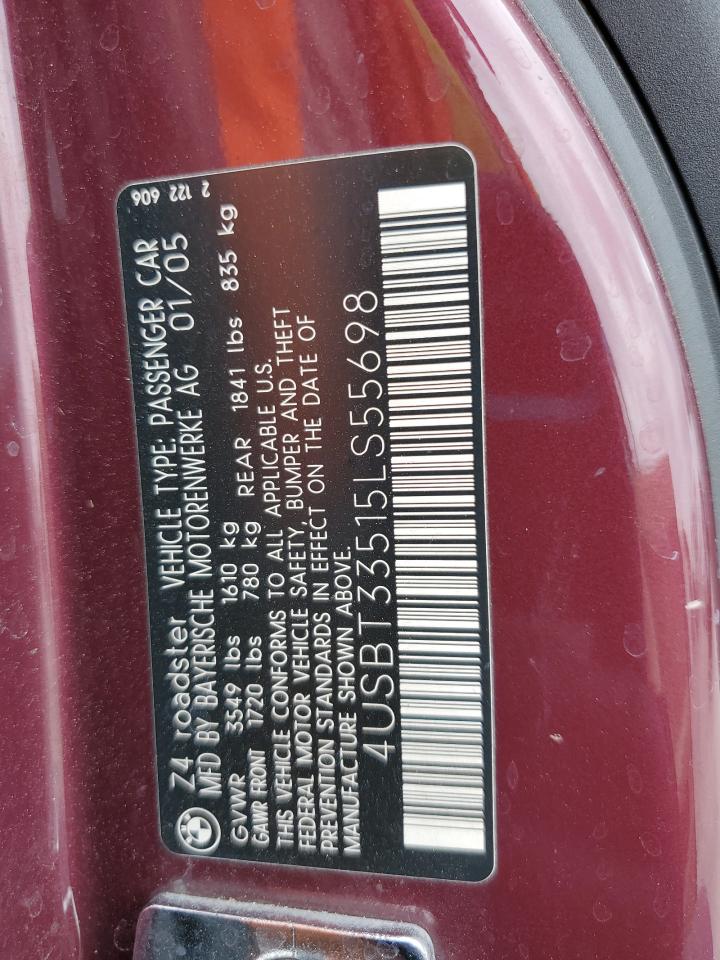 Z4 roadster VEHICLE TYPE: PASSENGER CAR
MFD BY BAYERISCHE MOTORENWERKE AG 01/05
2 122 606
GVWR 3549 lbs 1610 kg
GAWR FRONT 1720 lbs 780 kg REAR 1841 lbs 835 kg
THIS VEHICLE CONFORMS TO ALL APPLICABLE U.S.
FEDERAL MOTOR VEHICLE SAFETY, BUMPER AND THEFT
PREVENTION STANDARDS IN EFFECT ON THE DATE OF
MANUFACTURE SHOWN ABOVE.
4USBT33515LS55698